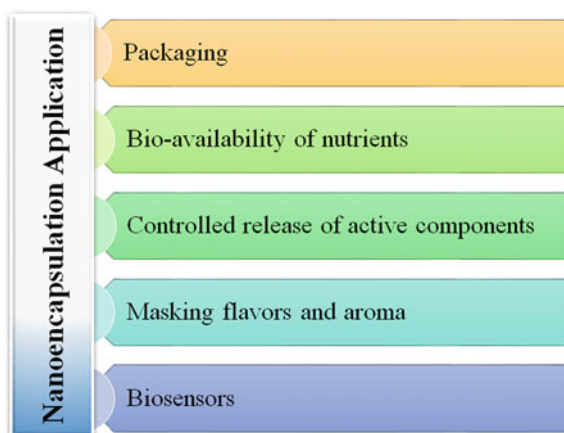 Nanoencapsulation Application
Packaging
Bio-availability of nutrients
Controlled release of active components
Masking flavors and aroma
Biosensors